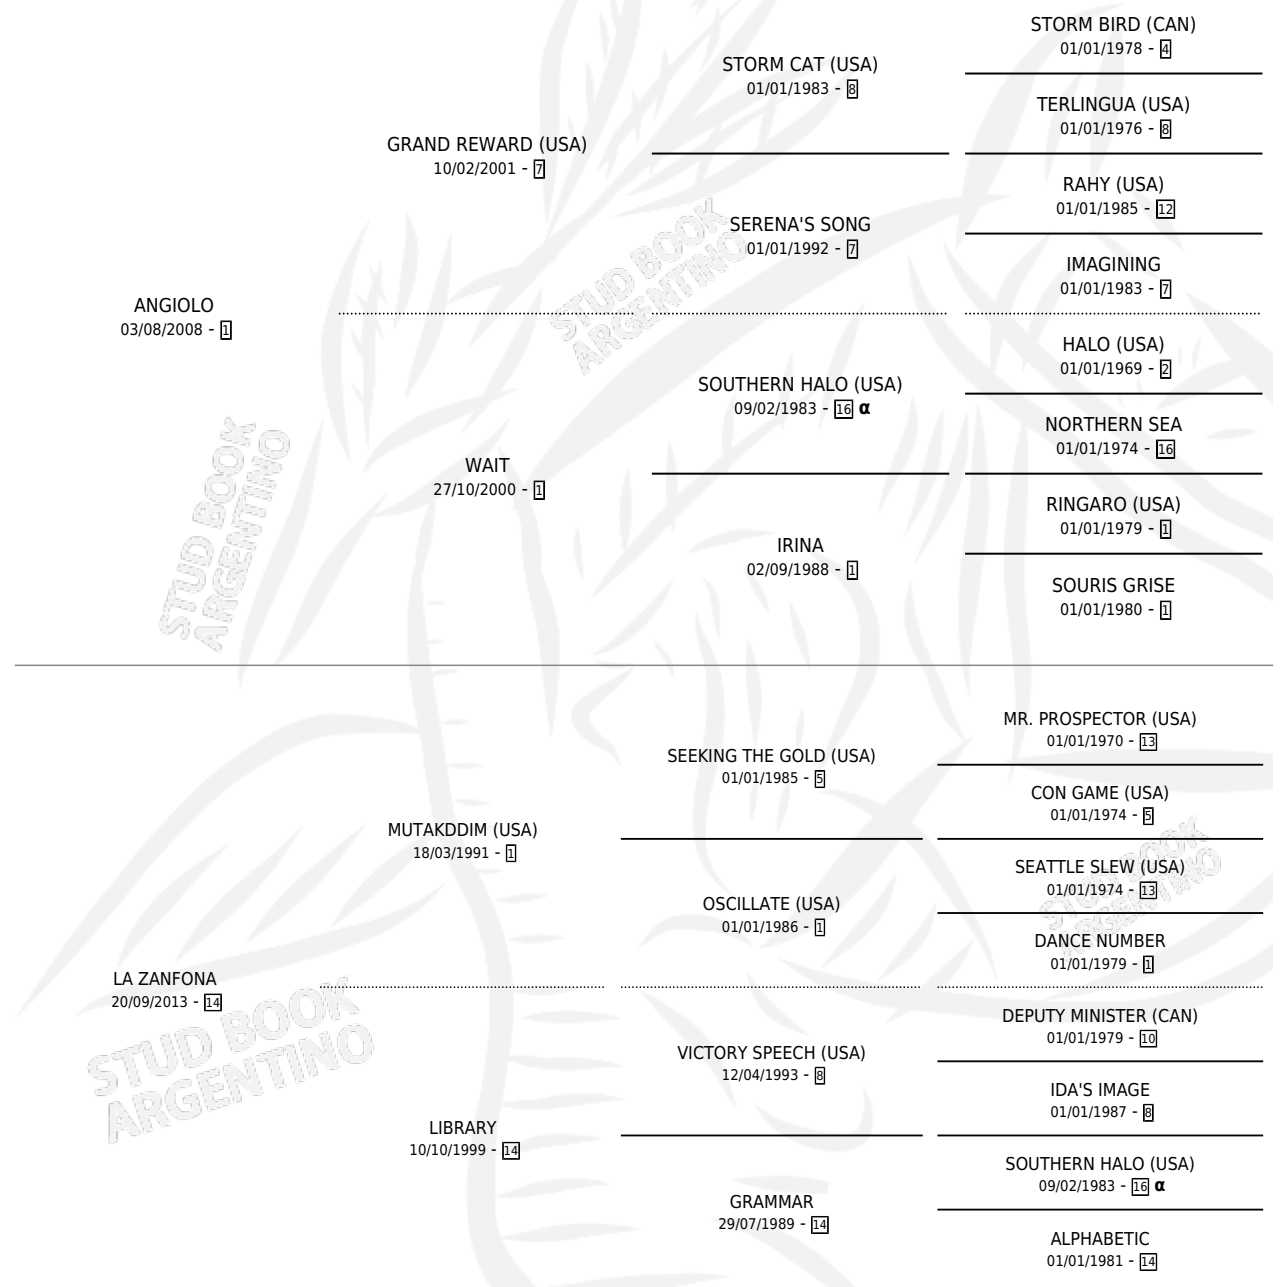 STORM BIRD (CAN)
01/01/1978 - 4
STORM CAT (USA)
01/01/1983 - 8
TERLINGUA (USA)
01/01/1976 - 8
GRAND REWARD (USA)
10/02/2001 - 7
RAHY (USA)
01/01/1985 - 12
SERENA'S SONG
01/01/1992 - 7
IMAGINING
01/01/1983 - 7
ANGIOLO
03/08/2008 - 1
HALO (USA)
01/01/1969 - 2
SOUTHERN HALO (USA)
09/02/1983 - 16 α
NORTHERN SEA
01/01/1974 - 16
WAIT
27/10/2000 - 1
RINGARO (USA)
01/01/1979 - 1
IRINA
02/09/1988 - 1
SOURIS GRISE
01/01/1980 - 1
STUD BOOK
ARGENTINO
STUD BOOK
ARGENTINO
MR. PROSPECTOR (USA)
01/01/1970 - 13
SEEKING THE GOLD (USA)
01/01/1985 - 5
CON GAME (USA)
01/01/1974 - 5
MUTAKDDIM (USA)
18/03/1991 - 1
SEATTLE SLEW (USA)
01/01/1974 - 13
OSCILLATE (USA)
01/01/1986 - 1
DANCE NUMBER
01/01/1979 - 1
LA ZANFONA
20/09/2013 - 14
DEPUTY MINISTER (CAN)
01/01/1979 - 10
VICTORY SPEECH (USA)
12/04/1993 - 8
IDA'S IMAGE
01/01/1987 - 8
LIBRARY
10/10/1999 - 14
SOUTHERN HALO (USA)
09/02/1983 - 16 α
GRAMMAR
29/07/1989 - 14
ALPHABETIC
01/01/1981 - 14
STUD BOOK
ARGENTINO
STUD BOOK
ARGENTINO